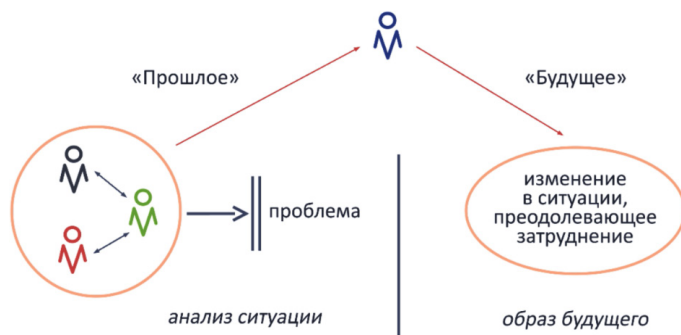 «Прошлое»
«Будущее»
проблема
изменение
в ситуации,
преодолевающее
затруднение
анализ ситуации
образ будущего